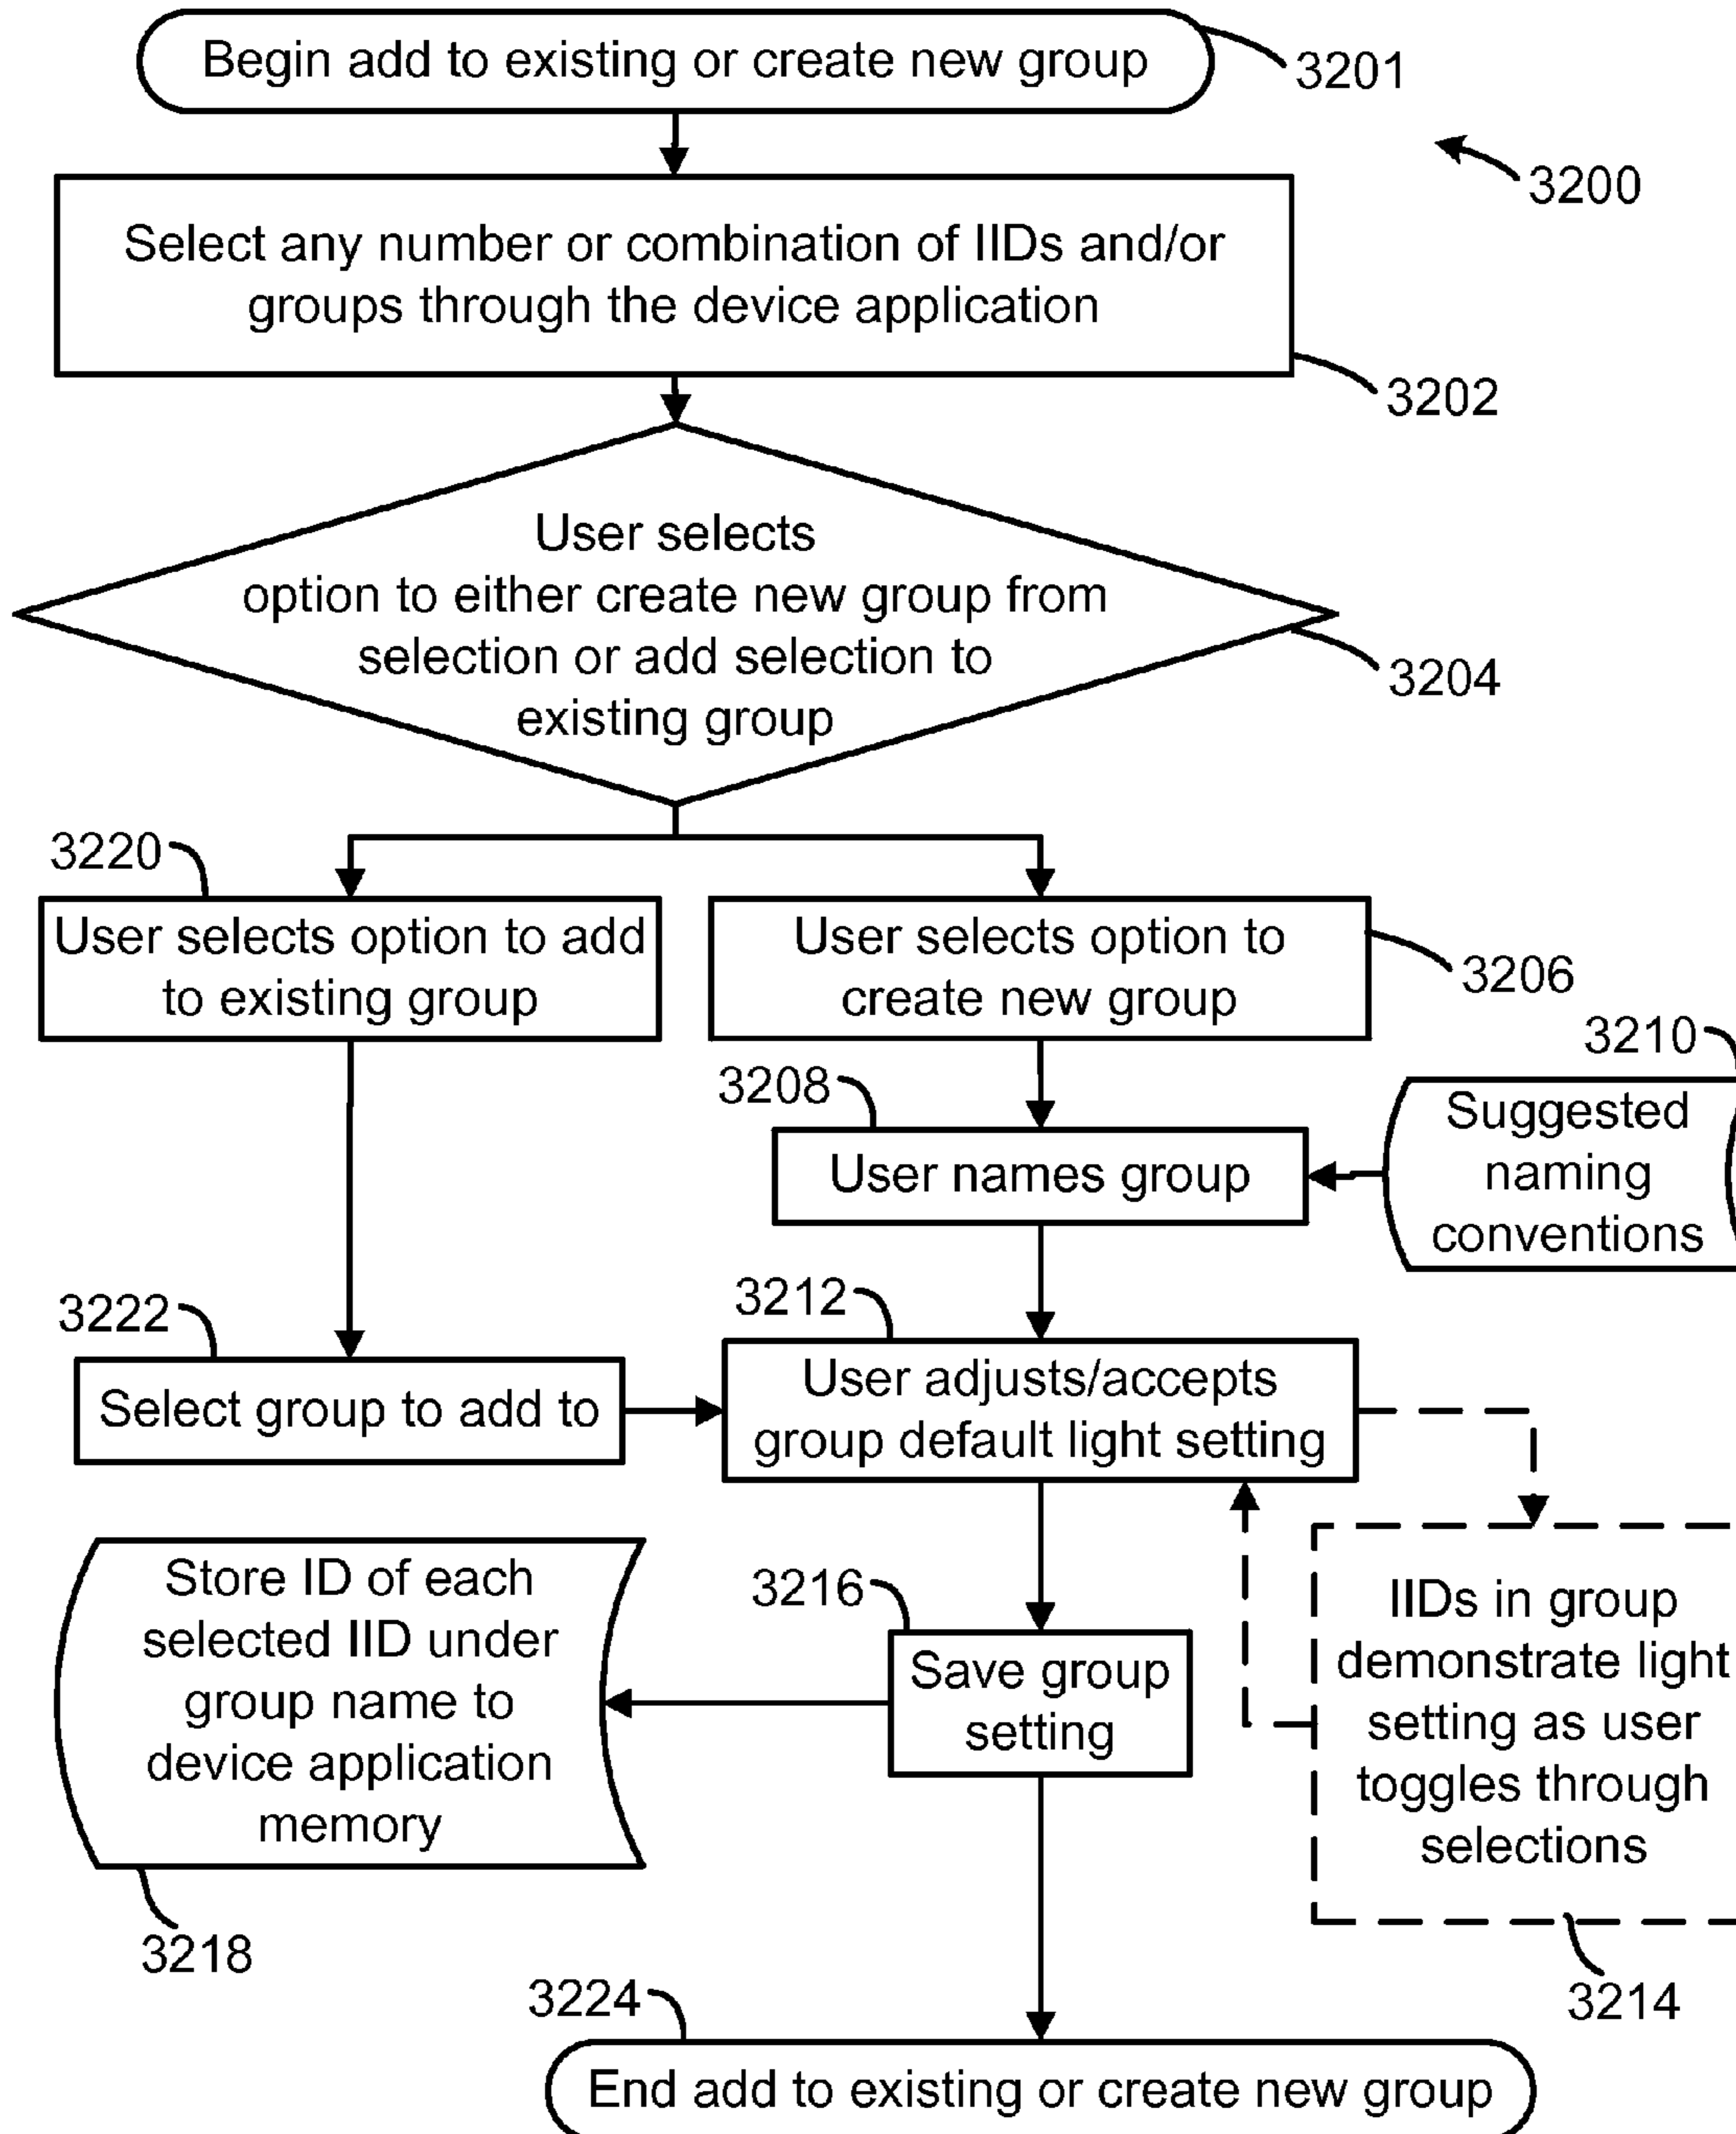 Begin add to existing or create new group
3201
3200
Select any number or combination of IIDs and/or
groups through the device application
3202
User selects
option to either create new group from
selection or add selection to
existing group
3204
3220
User selects option to add
to existing group
User selects option to
create new group
3206
3210
3208
User names group
Suggested
naming
conventions
3222
Select group to add to
3212
User adjusts/accepts
group default light setting
Store ID of each
selected IID under
group name to
device application
memory
3218
3216
Save group
setting
IIDs in group
demonstrate light
setting as user
toggles through
selections
3214
3224
End add to existing or create new group